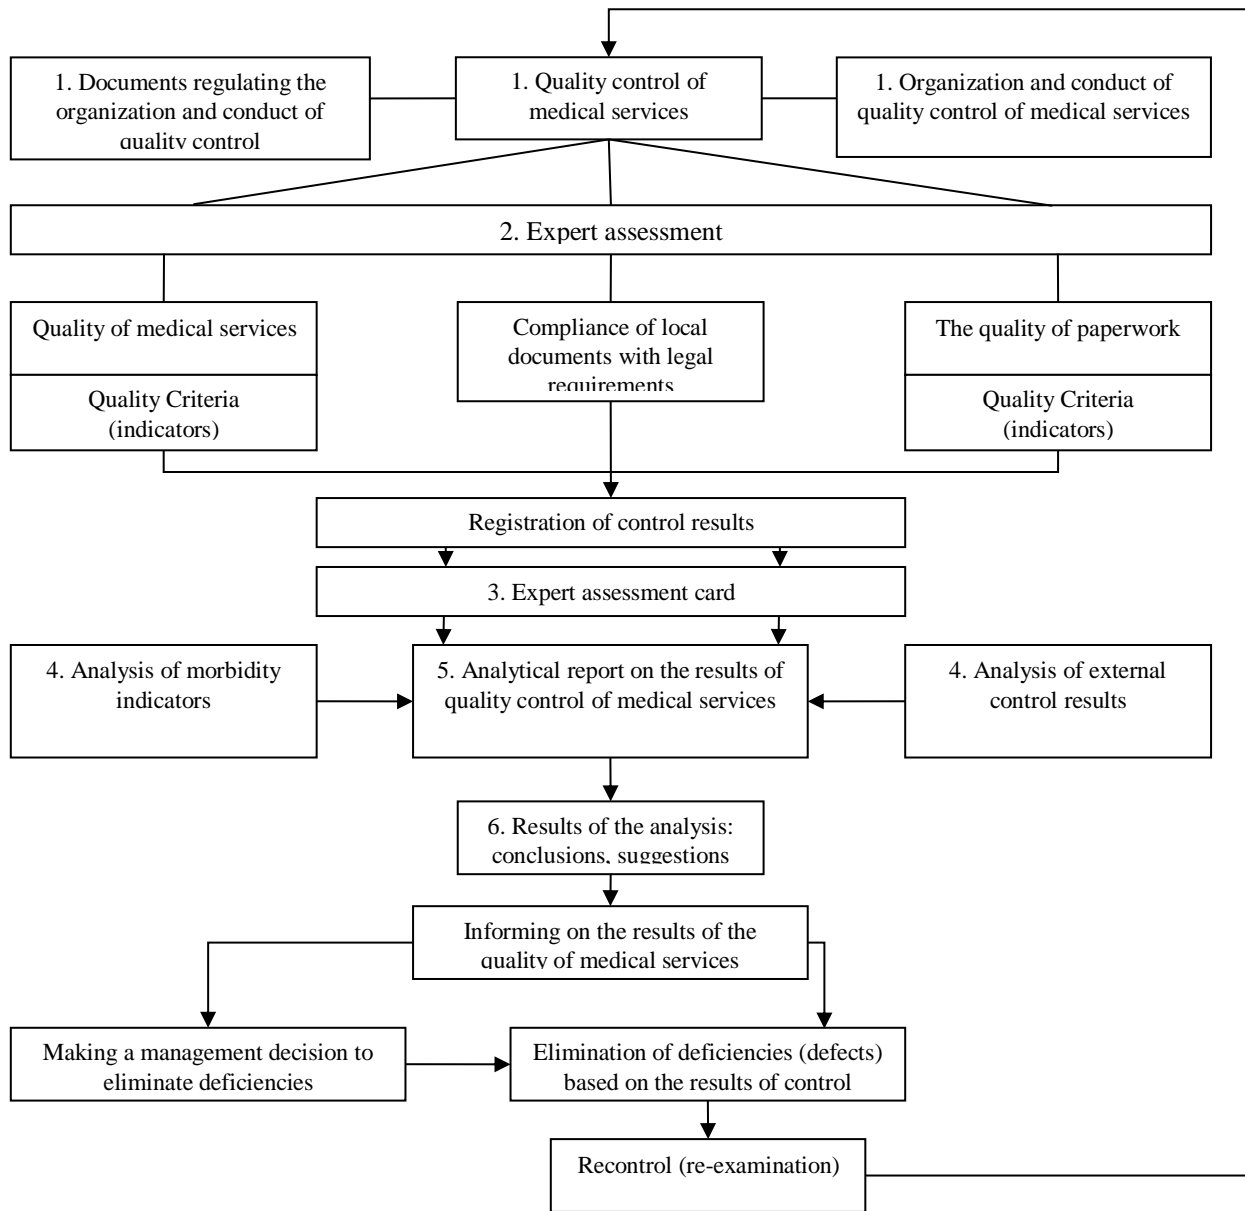 1. Documents regulating the
organization and conduct of
quality control
1. Quality control of
medical services
1. Organization and conduct of
quality control of medical services
2. Expert assessment
Quality of medical services
Quality Criteria
(indicators)
Compliance of local
documents with legal
requirements
The quality of paperwork
Quality Criteria
(indicators)
Registration of control results
3. Expert assessment card
4. Analysis of morbidity
indicators
5. Analytical report on the results of
quality control of medical services
4. Analysis of external
control results
6. Results of the analysis:
conclusions, suggestions
Informing on the results of the
quality of medical services
Making a management decision to
eliminate deficiencies
Elimination of deficiencies (defects)
based on the results of control
Recontrol (re-examination)